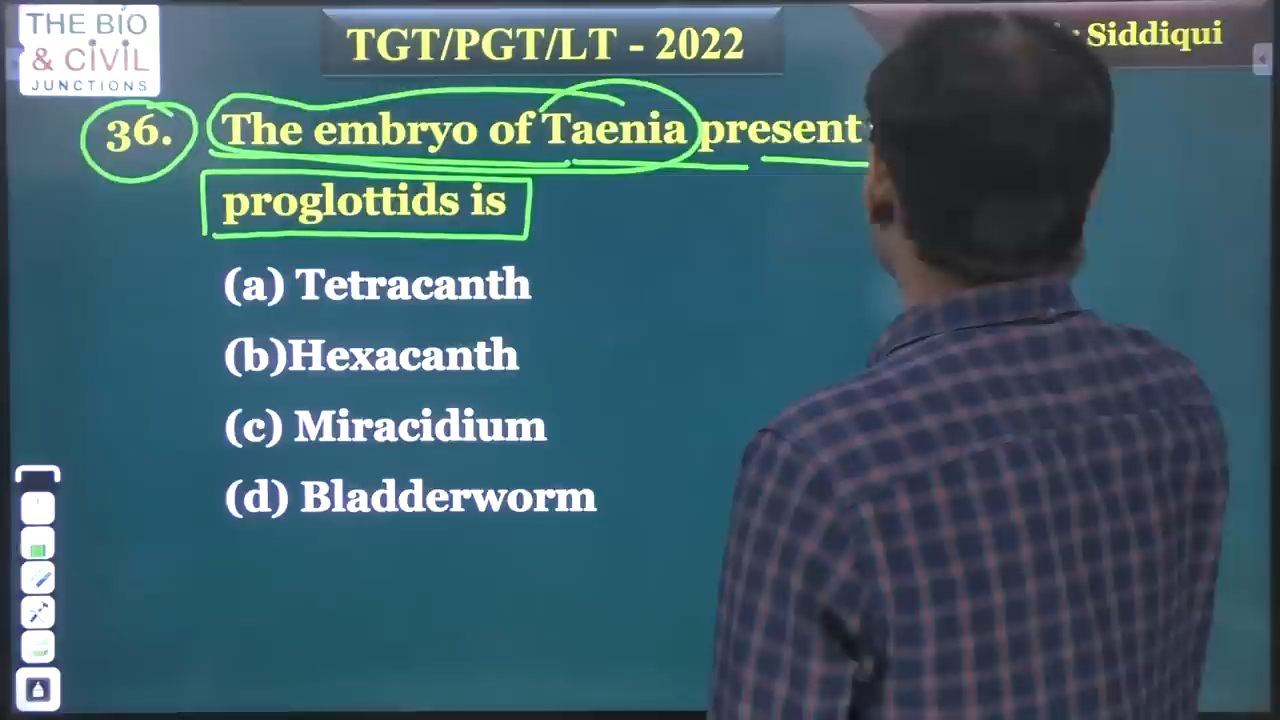 THE BiO
& CiViL
JUNCTIONS
TGT/PGT/LT - 2022
Siddiqui
36. The embryo of Taenia present
proglottids is
(a) Tetracanth
(b)Hexacanth
(c) Miracidium
(d) Bladderworm